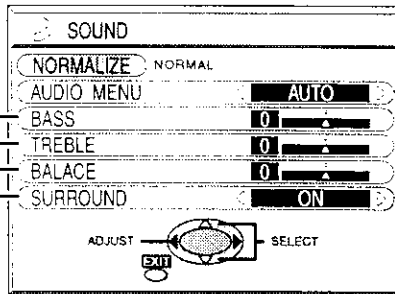 SOUND
NORMALIZE NORMAL
AUDIO MENU AUTO
BASS 0
TREBLE 0
BALACE 0
SURROUND ON
ADJUST SELECT
EXIT